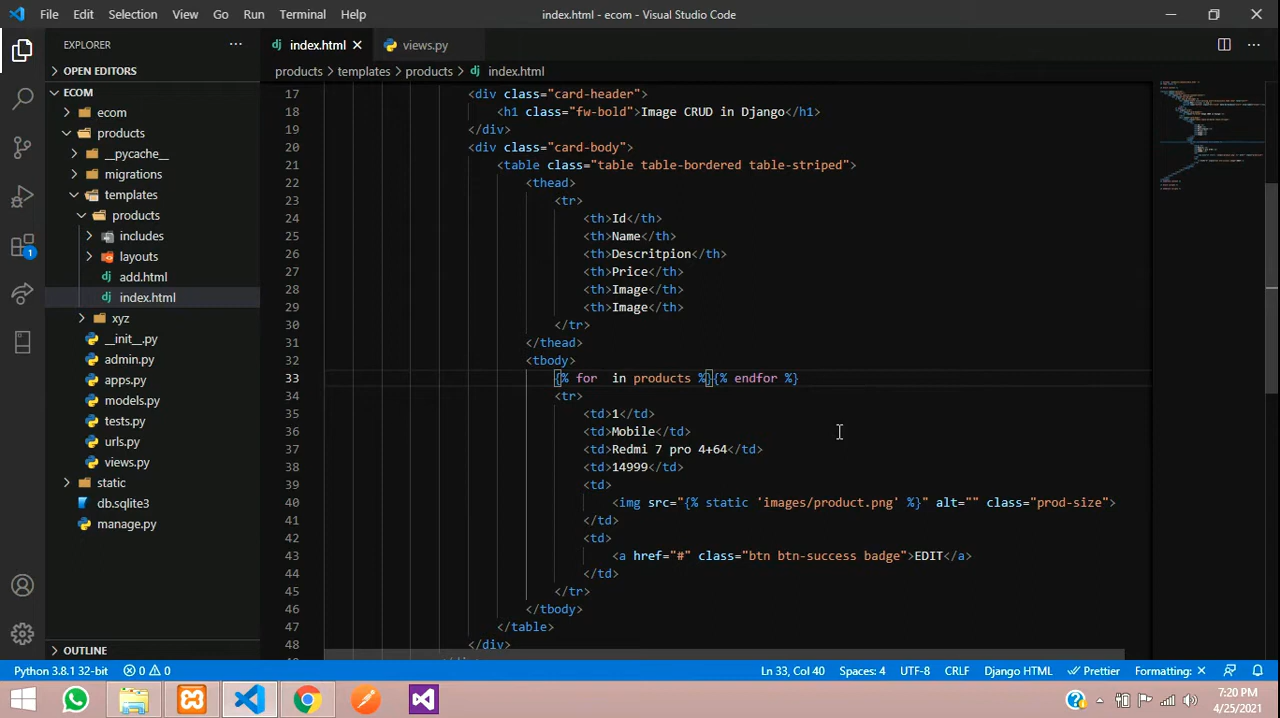 File Edit Selection View Go Run Terminal Help
index.html - ecom - Visual Studio Code
EXPLORER
OPEN EDITORS
ECOM
ecom
products
__pycache__
migrations
templates
products
includes
layouts
add.html
index.html
xyz
__init__.py
admin.py
apps.py
models.py
tests.py
urls.py
views.py
static
db.sqlite3
manage.py
OUTLINE
1
index.html views.py
products > templates > products > index.html
17 <div class="card-header">
18 <h1 class="fw-bold">Image CRUD in Django</h1>
19 </div>
20 <div class="card-body">
21 table class="table table-bordered table-striped">
22 <thead>
23 <tr>
24 <th>Id</th>
25 <th>Name</th>
26 <th>Descritpion</th>
27 <th>Price</th>
28 <th>Image</th>
29 <th>Image</th>
30 </tr>
31 </thead>
32 <tbody>
33 {% for  in products %}{% endfor %}
34 <tr>
35 <td>1</td>
36 <td>Mobile</td>
37 <td>Redmi 7 pro 4+64</td>
38 <td>14999</td>
39 <td>
40 <img src="{% static 'images/product.png' %}" alt="" class="prod-size">
41 </td>
42 <td>
43 <a href="#" class="btn btn-success badge">EDIT</a>
44 </td>
45 </tr>
46 </tbody>
47 </table>
48 </div>
Python 3.8.1 32-bit 0 0 Ln 33, Col 40 Spaces: 4 UTF-8 CRLF Django HTML Prettier Formatting: ×
7:20 PM
4/25/2021